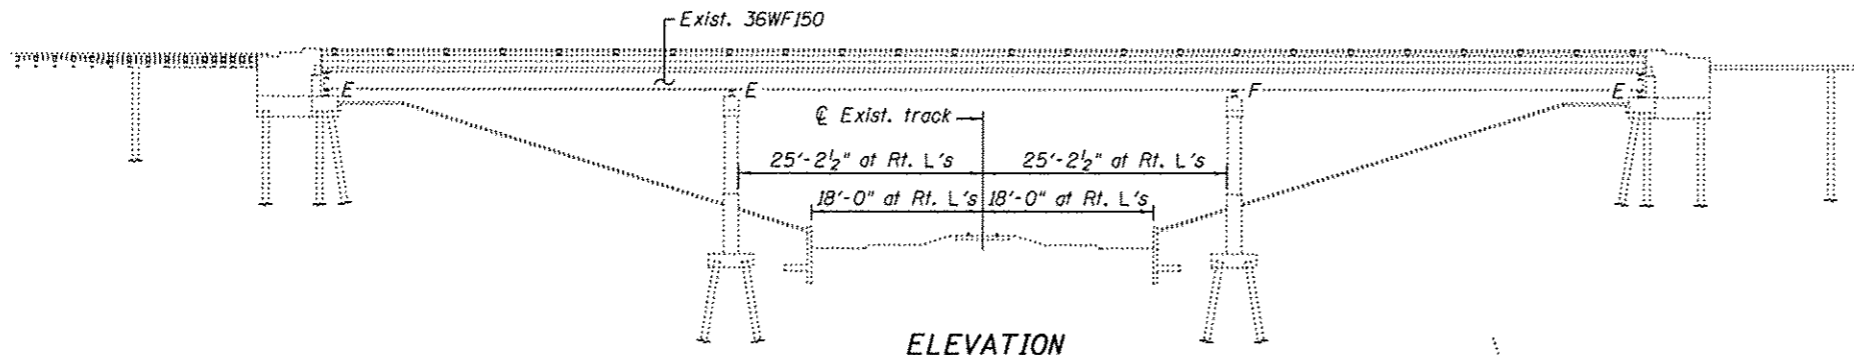 Exist. 36WF150
E E F E
℄ Exist. track
25'-2½" at Rt. L's 25'-2½" at Rt. L's
18'-0" at Rt. L's 18'-0" at Rt. L's
ELEVATION